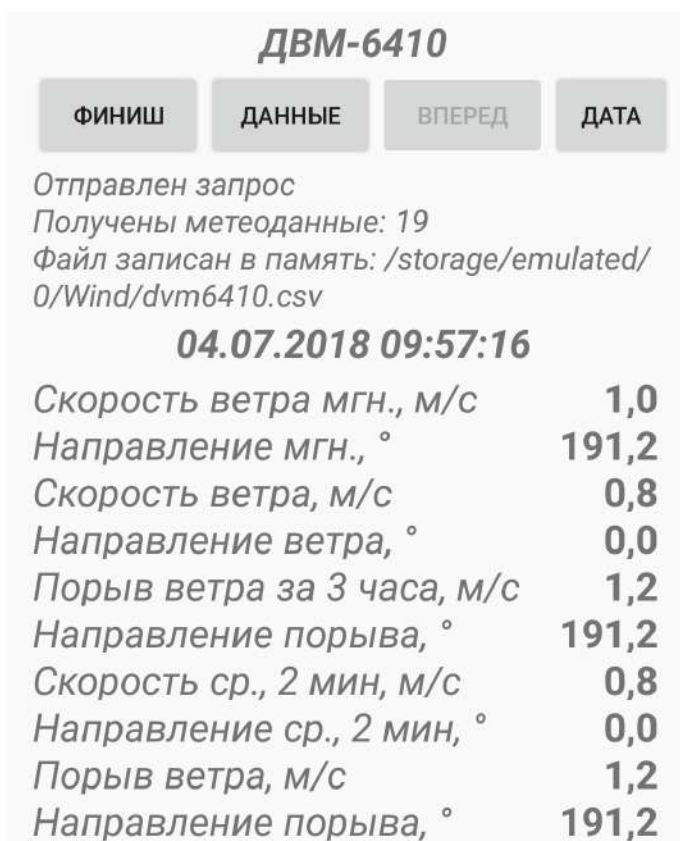 ДВМ-6410
ФИНИШ ДАННЫЕ ВПЕРЕД ДАТА
Отправлен запрос
Получены метеоданные: 19
Файл записан в память: /storage/emulated/
0/Wind/dvm6410.csv
04.07.2018 09:57:16
Скорость ветра мгн., м/с 1,0
Направление мгн., ° 191,2
Скорость ветра, м/с 0,8
Направление ветра, ° 0,0
Порыв ветра за 3 часа, м/с 1,2
Направление порыва, ° 191,2
Скорость ср., 2 мин, м/с 0,8
Направление ср., 2 мин, ° 0,0
Порыв ветра, м/с 1,2
Направление порыва, ° 191,2